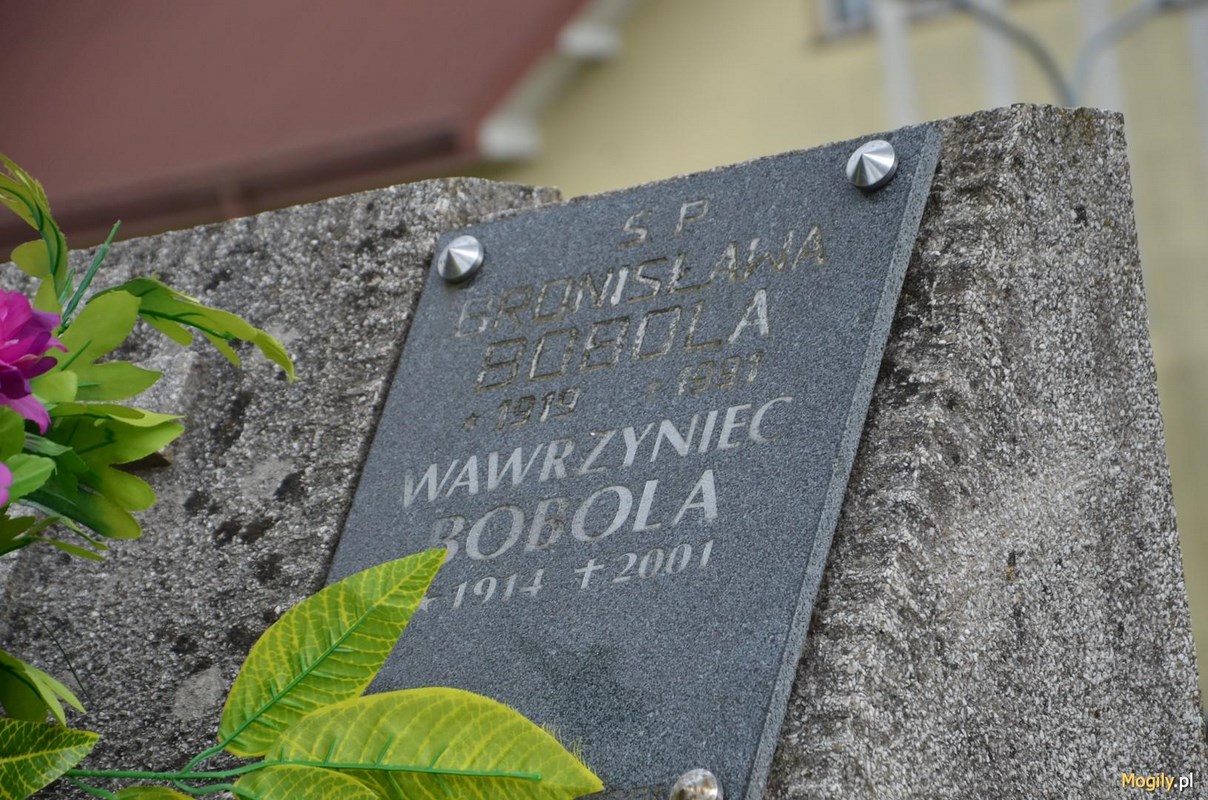 S P
BRONISŁAWA
BOBOLA
* 1919 + 1991
WAWRZYNIEC
BOBOLA
* 1914 + 2001
Mogily.pl